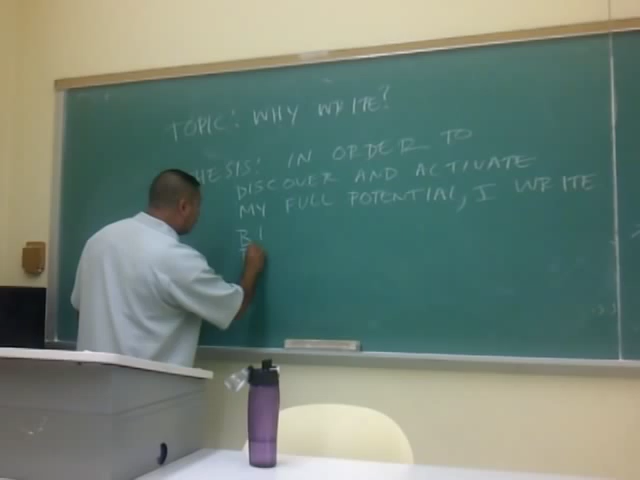 TOPIC: WHY WRITE?
HESIS: IN ORDER TO
DISCOVER AND ACTIVATE
MY FULL POTENTIAL, I WRITE
B